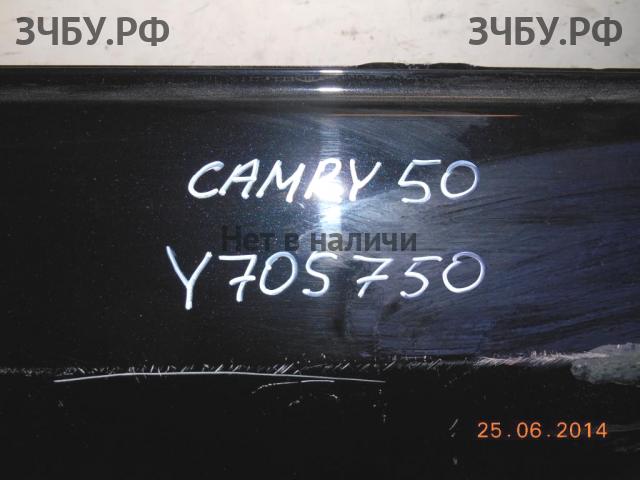 ЗЧБУ.РФ ЗЧБУ.РФ
CAMRY 50
Нет в наличи
Y705750
25.06.2014